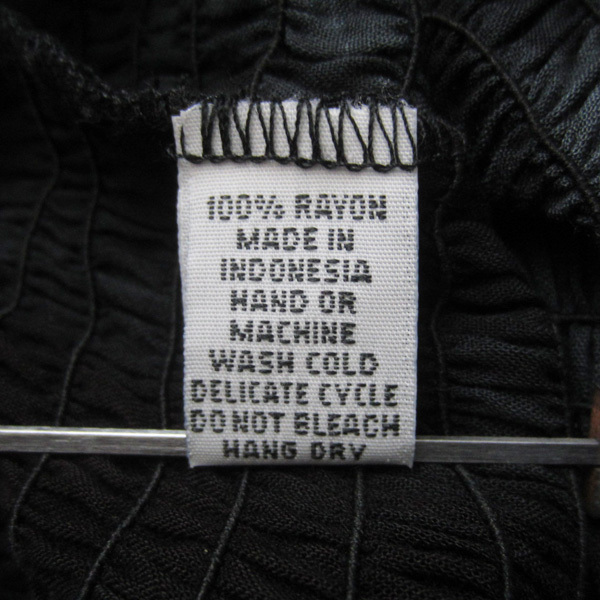 100% RAYON
MADE IN
INDONESIA
HAND OR
MACHINE
WASH COLD
DELICATE CYCLE
DO NOT BLEACH
HANG DRY